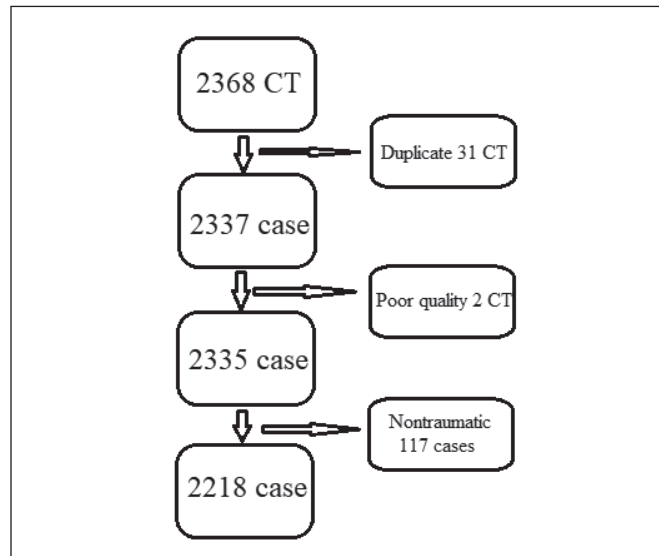 2368 CT
Duplicate 31 CT
2337 case
Poor quality 2 CT
2335 case
Nontraumatic
117 cases
2218 case